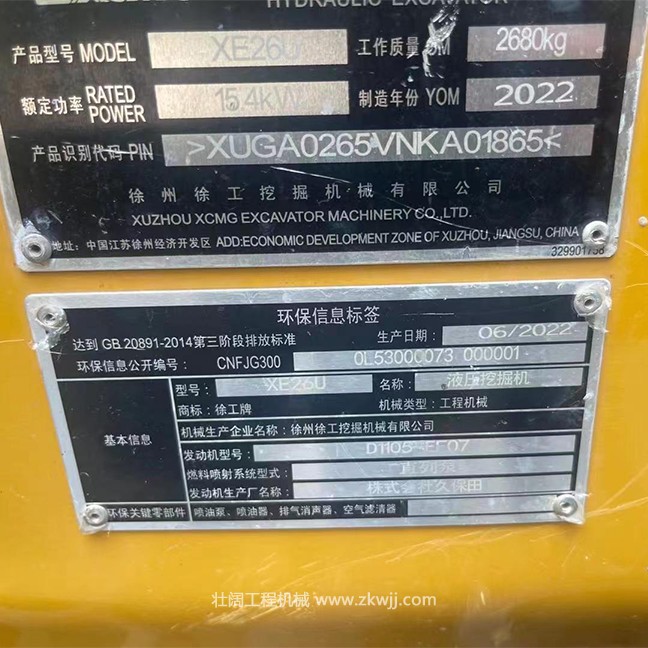 HYDRAULIC EXCAVATOR
产品型号 MODEL XE26U 工作质量 OM 2680kg
额定功率 RATED POWER 15.4kW 制造年份 YOM 2022
产品识别代码 PIN >XUGA0265VNKA01865<
徐州徐工挖掘机械有限公司
XUZHOU XCMG EXCAVATOR MACHINERY CO.,LTD.
地址:中国江苏徐州经济开发区 ADD:ECONOMIC DEVELOPMENT ZONE OF XUZHOU, JIANGSU, CHINA
329901738
环保信息标签
达到 GB 20891-2014第三阶段排放标准 生产日期: 06/2022
环保信息公开编号: CNFJG300 0L53000073 000001
型号: XE26U 名称: 液压挖掘机
商标: 徐工牌 机械类型: 工程机械
基本信息
机械生产企业名称: 徐州徐工挖掘机械有限公司
发动机型号:
燃料喷射系统型式: 直列泵
发动机生产厂名称: 株式会社久保田
环保关键零部件 喷油泵、喷油器、排气消声器、空气滤清器
壮阔工程机械 www.zkwjj.com